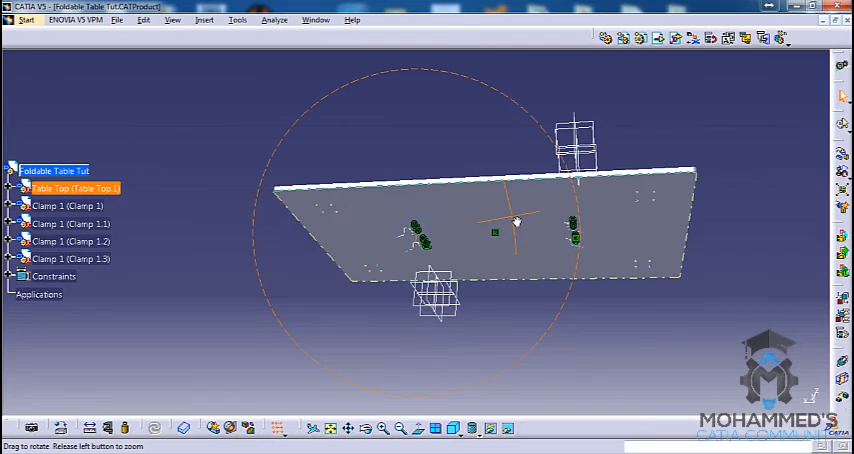 CATIA V5 - [Foldable Table Tut.CATProduct]
Start ENOVIA V5 VPM File Edit View Insert Tools Analyze Window Help
Foldable Table Tut
Table Top (Table Top.1)
Clamp 1 (Clamp 1)
Clamp 1 (Clamp 1.1)
Clamp 1 (Clamp 1.2)
Clamp 1 (Clamp 1.3)
Constraints
Applications
MOHAMMED'S
CATIA COMMUNITY
Drag to rotate. Release left button to zoom